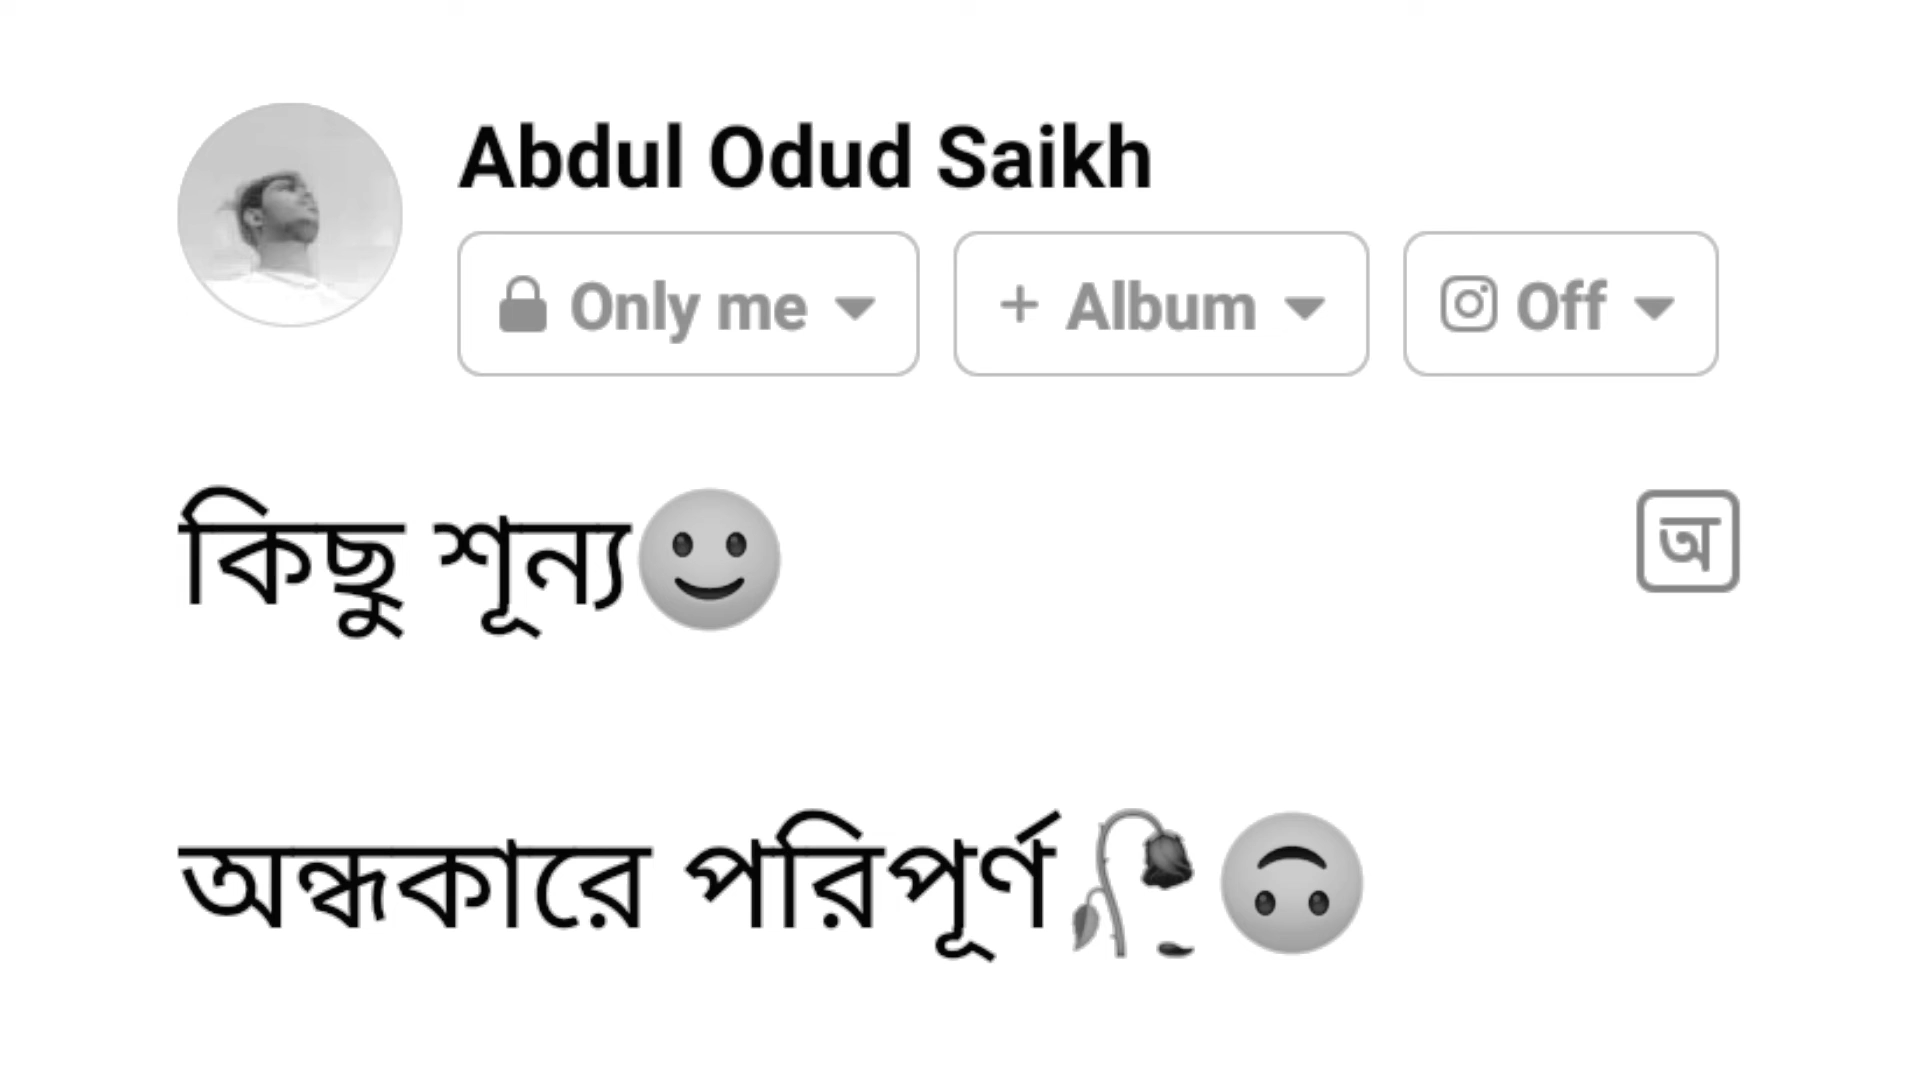 Abdul Odud Saikh
Only me + Album Off
কিছু শূন্য🙂
অ
অন্ধকারে পরিপূর্ণ🥀🙃